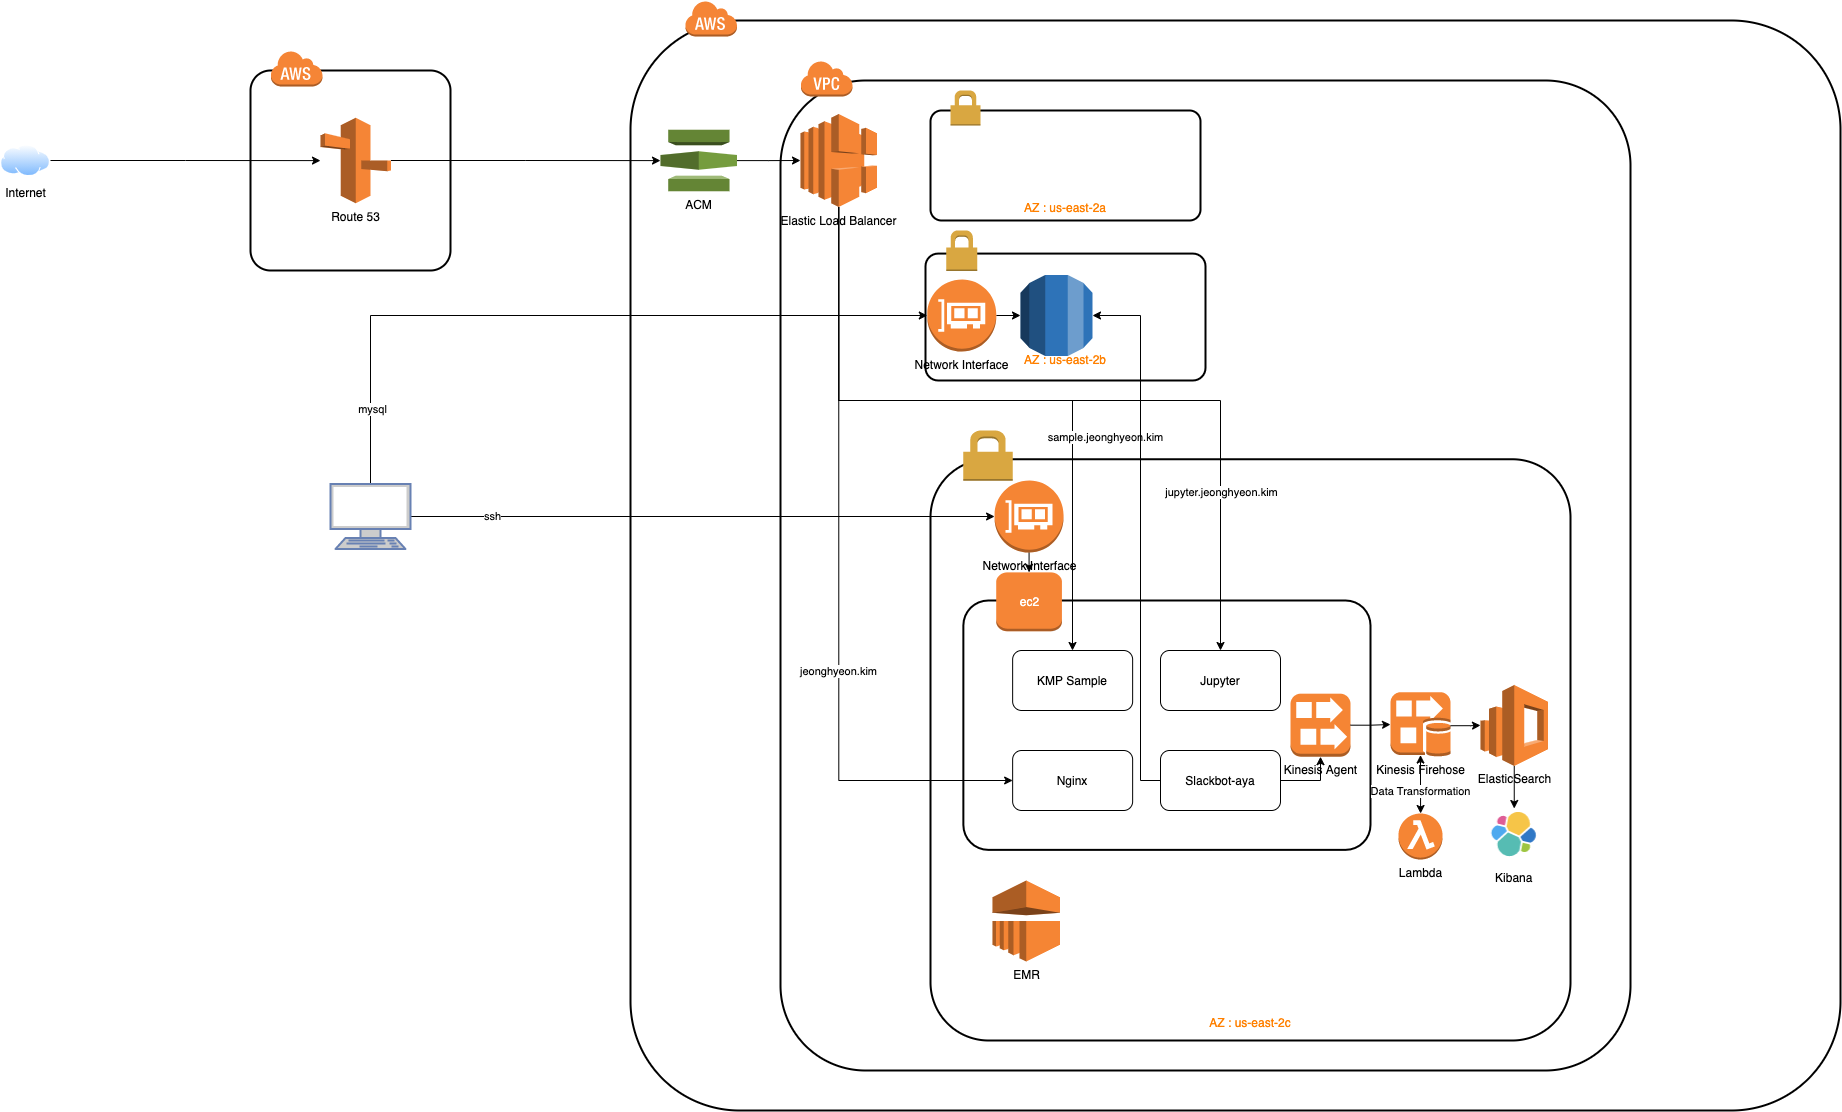 AWS
AWS
VPC
Internet
Route 53
ACM
Elastic Load Balancer
AZ : us-east-2a
Network Interface
AZ : us-east-2b
mysql
sample.jeonghyeon.kim
jupyter.jeonghyeon.kim
ssh
Network Interface
ec2
jeonghyeon.kim
KMP Sample
Jupyter
Nginx
Slackbot-aya
Kinesis Agent
Kinesis Firehose
ElasticSearch
Data Transformation
Lambda
Kibana
EMR
AZ : us-east-2c